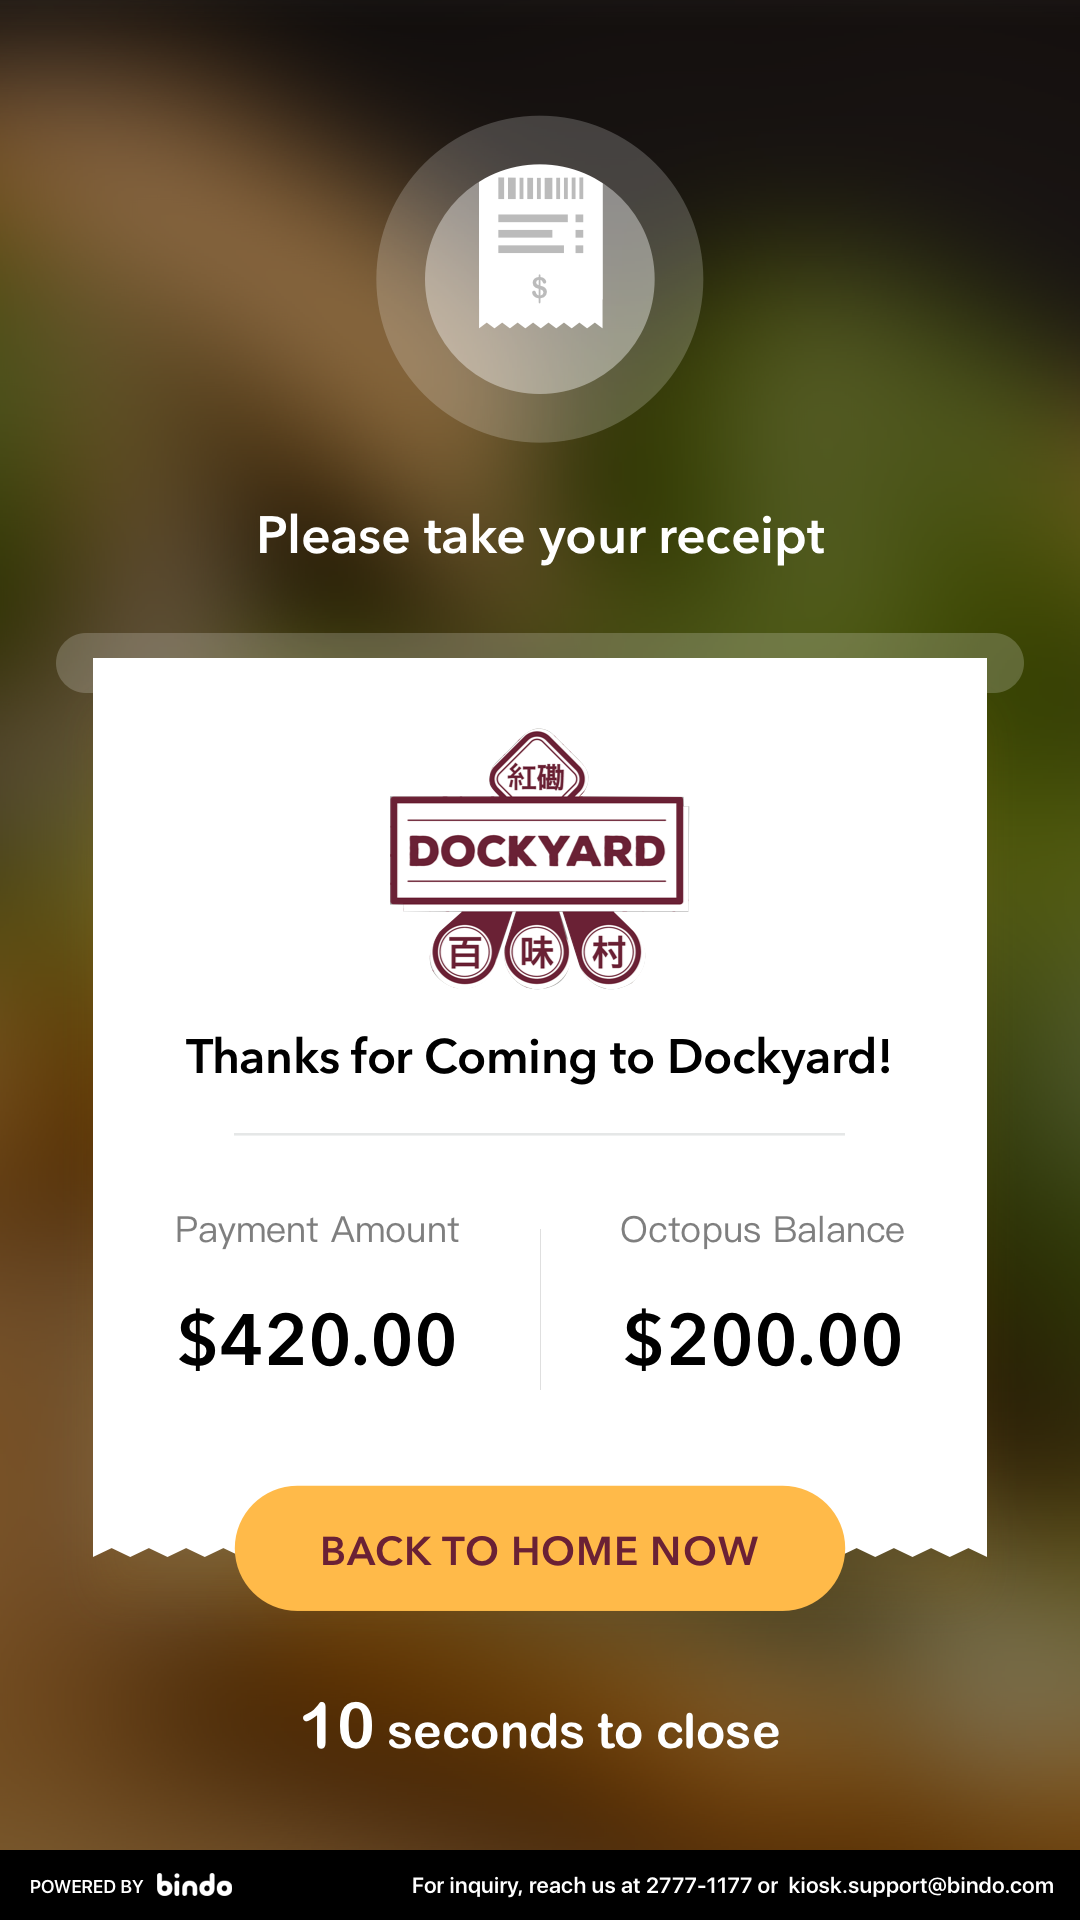 $
Please take your receipt
紅磡
DOCKYARD
百味村
Thanks for Coming to Dockyard!
Payment Amount
$420.00
Octopus Balance
$200.00
BACK TO HOME NOW
10 seconds to close
POWERED BY bindo
For inquiry, reach us at 2777-1177 or kiosk.support@bindo.com